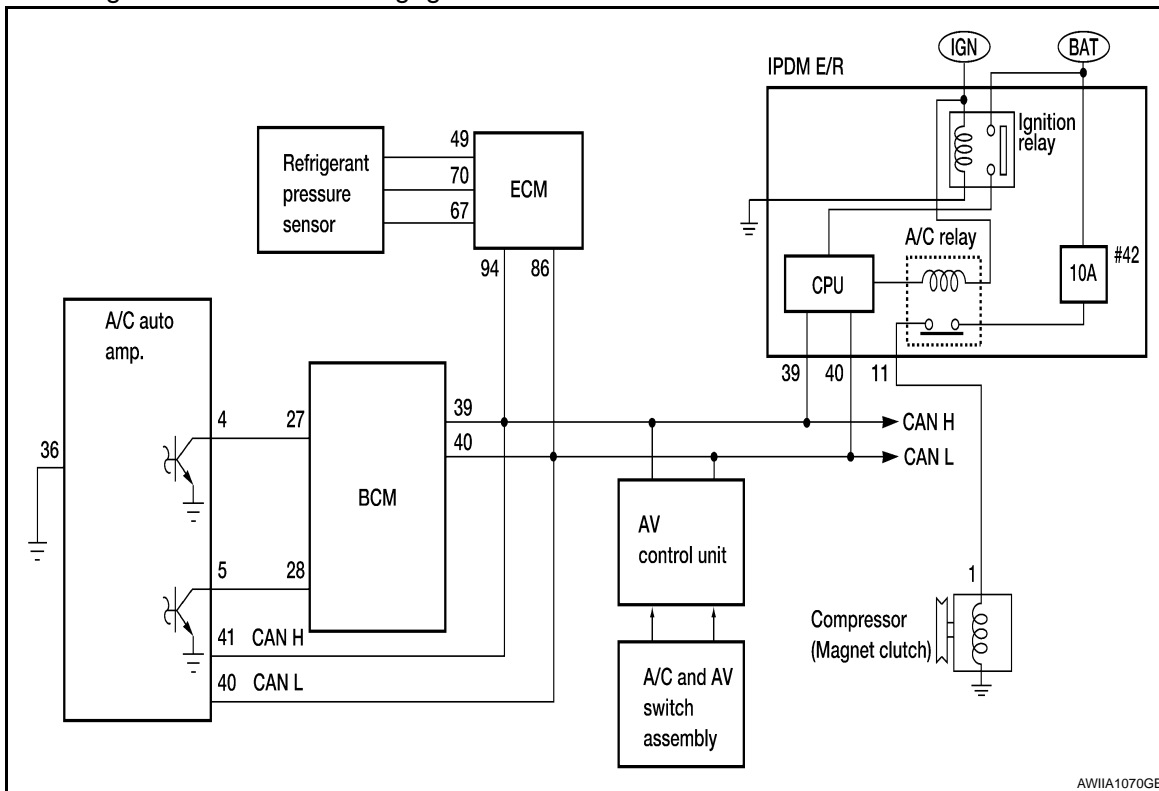 IGN
BAT
IPDM E/R
Ignition
relay
A/C relay
CPU
10A
#42
39
40
11
Refrigerant
pressure
sensor
49
70
67
ECM
94
86
A/C auto
amp.
4
27
36
5
28
BCM
39
40
CAN H
CAN L
41 CAN H
40 CAN L
AV
control unit
A/C and AV
switch
assembly
1
Compressor
(Magnet clutch)
AWIIA1070GB